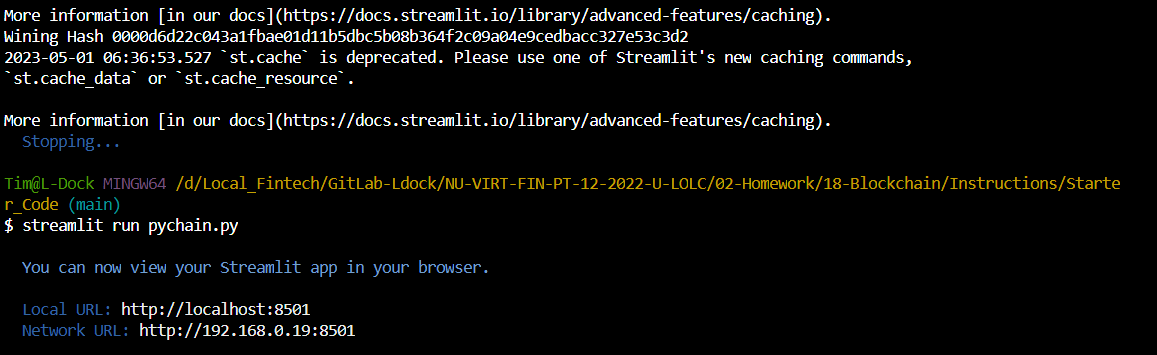 More information [in our docs](https://docs.streamlit.io/library/advanced-features/caching).
Wining Hash 0000d6d22c043a1fbae01d11b5dbc5b08b364f2c09a04e9cedbacc327e53c3d2
2023-05-01 06:36:53.527 `st.cache` is deprecated. Please use one of Streamlit's new caching commands,
`st.cache_data` or `st.cache_resource`.
More information [in our docs](https://docs.streamlit.io/library/advanced-features/caching).
Stopping...
Tim@L-Dock MINGW64 /d/Local_Fintech/GitLab-Ldock/NU-VIRT-FIN-PT-12-2022-U-LOLC/02-Homework/18-Blockchain/Instructions/Starte
r_Code (main)
$ streamlit run pychain.py
You can now view your Streamlit app in your browser.
Local URL: http://localhost:8501
Network URL: http://192.168.0.19:8501